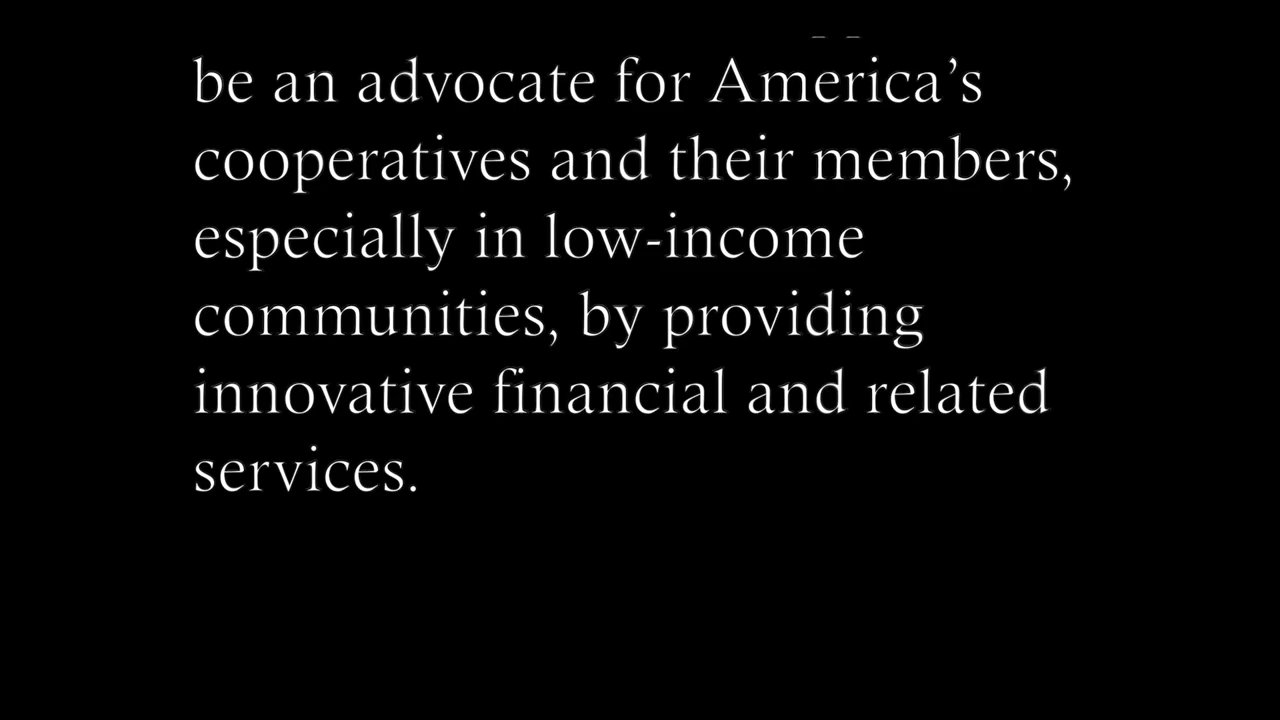 be an advocate for America’s
cooperatives and their members,
especially in low-income
communities, by providing
innovative financial and related
services.